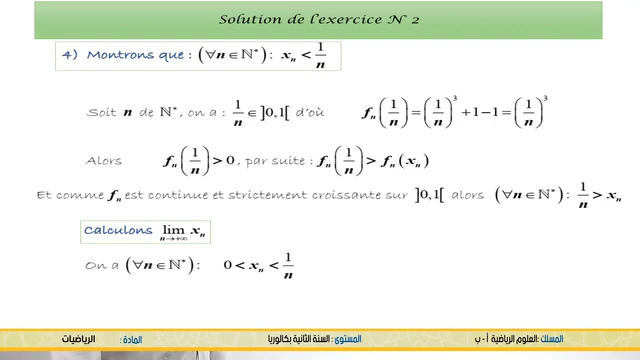 Solution de l'exercice N° 2
4) Montrons que : (∀n ∈ ℕ*) : xₙ < 1/n
Soit n de ℕ*, on a : 1/n ∈ ]0,1[ d'où fₙ(1/n) = (1/n)³ + 1 − 1 = (1/n)³
Alors fₙ(1/n) > 0 , par suite : fₙ(1/n) > fₙ(xₙ)
Et comme fₙ est continue et strictement croissante sur ]0,1[ alors (∀n ∈ ℕ*) : 1/n > xₙ
Calculons lim n→+∞ xₙ
On a (∀n ∈ ℕ*) : 0 < xₙ < 1/n
المسلك :العلوم الرياضية أ - ب المستوى : السنة الثانية بكالوريا المادة : الرياضيات